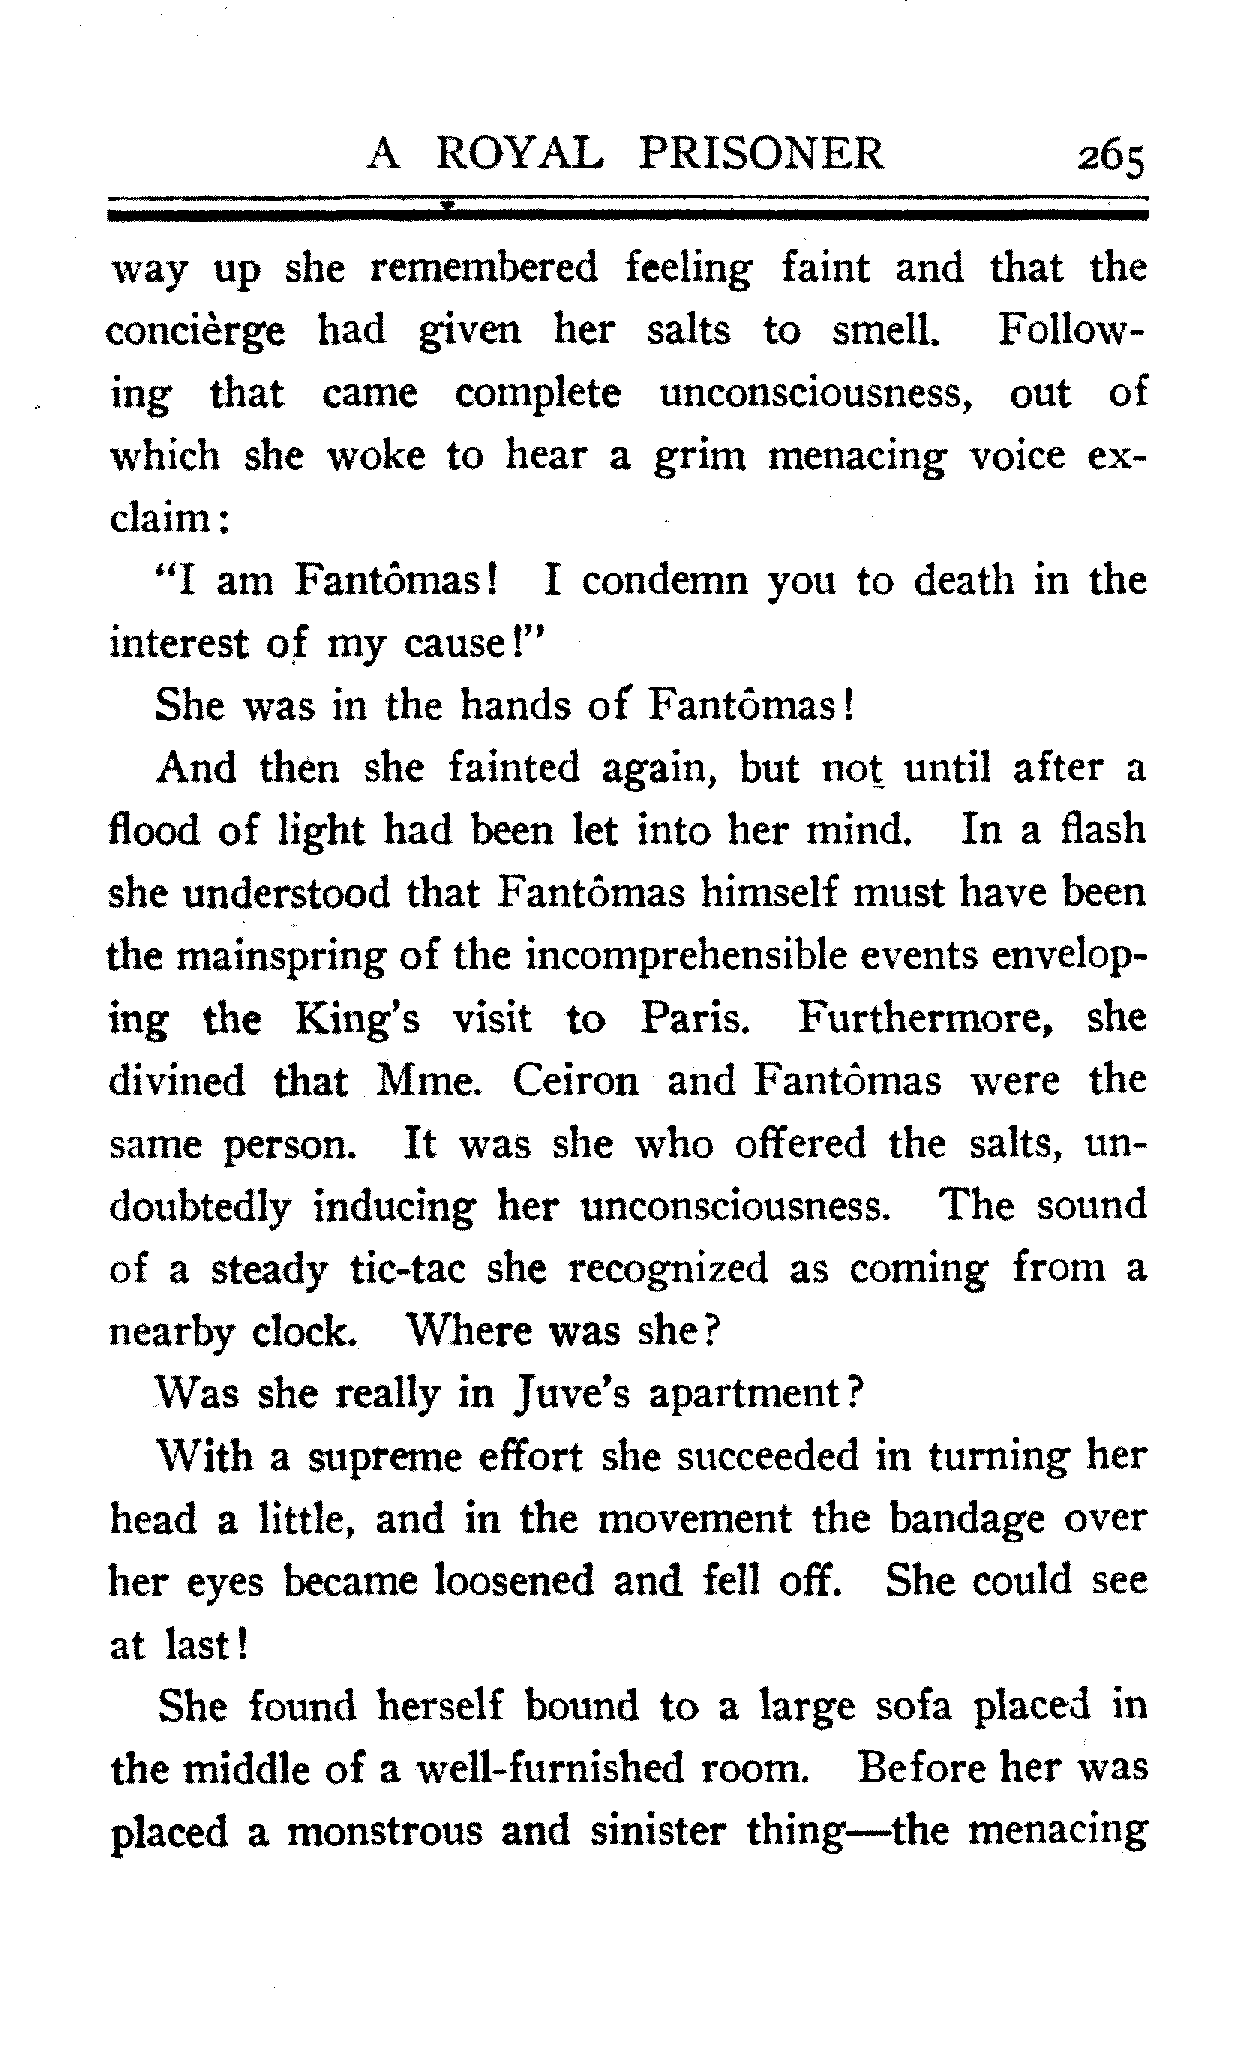 A ROYAL PRISONER 265
way up she remembered feeling faint and that the
concièrge had given her salts to smell. Follow-
ing that came complete unconsciousness, out of
which she woke to hear a grim menacing voice ex-
claim:
"I am Fantômas! I condemn you to death in the
interest of my cause!"
She was in the hands of Fantômas!
And then she fainted again, but not until after a
flood of light had been let into her mind. In a flash
she understood that Fantômas himself must have been
the mainspring of the incomprehensible events envelop-
ing the King's visit to Paris. Furthermore, she
divined that Mme. Ceiron and Fantômas were the
same person. It was she who offered the salts, un-
doubtedly inducing her unconsciousness. The sound
of a steady tic-tac she recognized as coming from a
nearby clock. Where was she?
Was she really in Juve's apartment?
With a supreme effort she succeeded in turning her
head a little, and in the movement the bandage over
her eyes became loosened and fell off. She could see
at last!
She found herself bound to a large sofa placed in
the middle of a well-furnished room. Before her was
placed a monstrous and sinister thing—the menacing